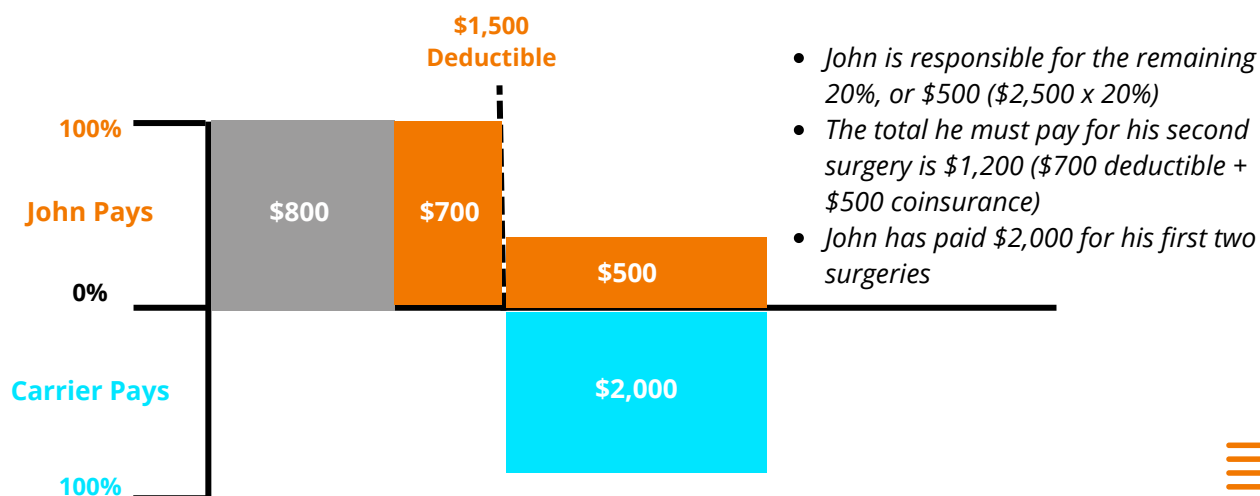 $1,500
Deductible
100%
John Pays
0%
Carrier Pays
100%
$800
$700
$500
$2,000
• John is responsible for the remaining
20%, or $500 ($2,500 x 20%)
• The total he must pay for his second
surgery is $1,200 ($700 deductible +
$500 coinsurance)
• John has paid $2,000 for his first two
surgeries